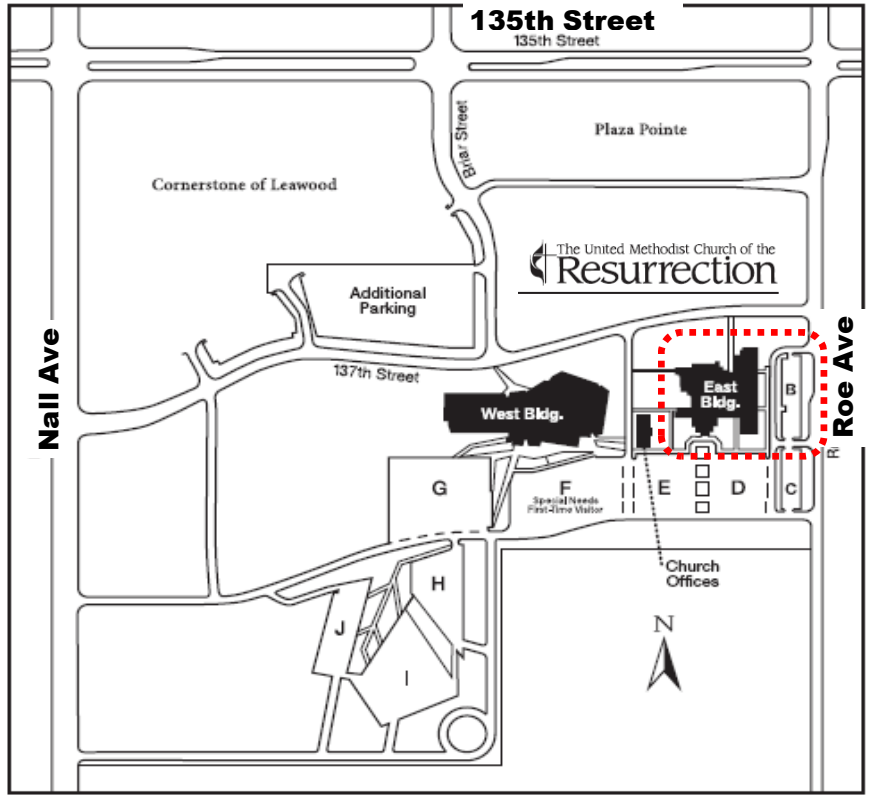 135th Street
135th Street
Briar Street
Plaza Pointe
Cornerstone of Leawood
The United Methodist Church of the
Resurrection
Additional
Parking
Nall Ave
Roe Ave
137th Street
East
Bldg.
B
West Bldg.
G
F
Special Needs
First-Time Visitor
E
D
C
Church
Offices
H
J
I
N